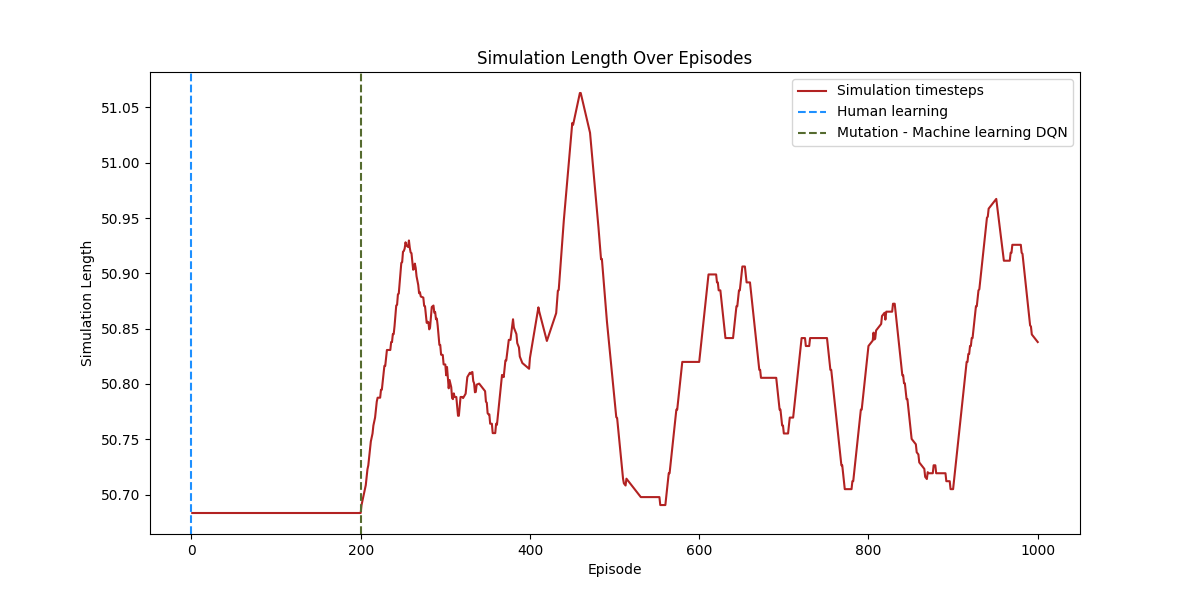 Simulation Length Over Episodes
Simulation timesteps
Human learning
Mutation - Machine learning DQN
Simulation Length
51.05
51.00
50.95
50.90
50.85
50.80
50.75
50.70
0 200 400 600 800 1000
Episode